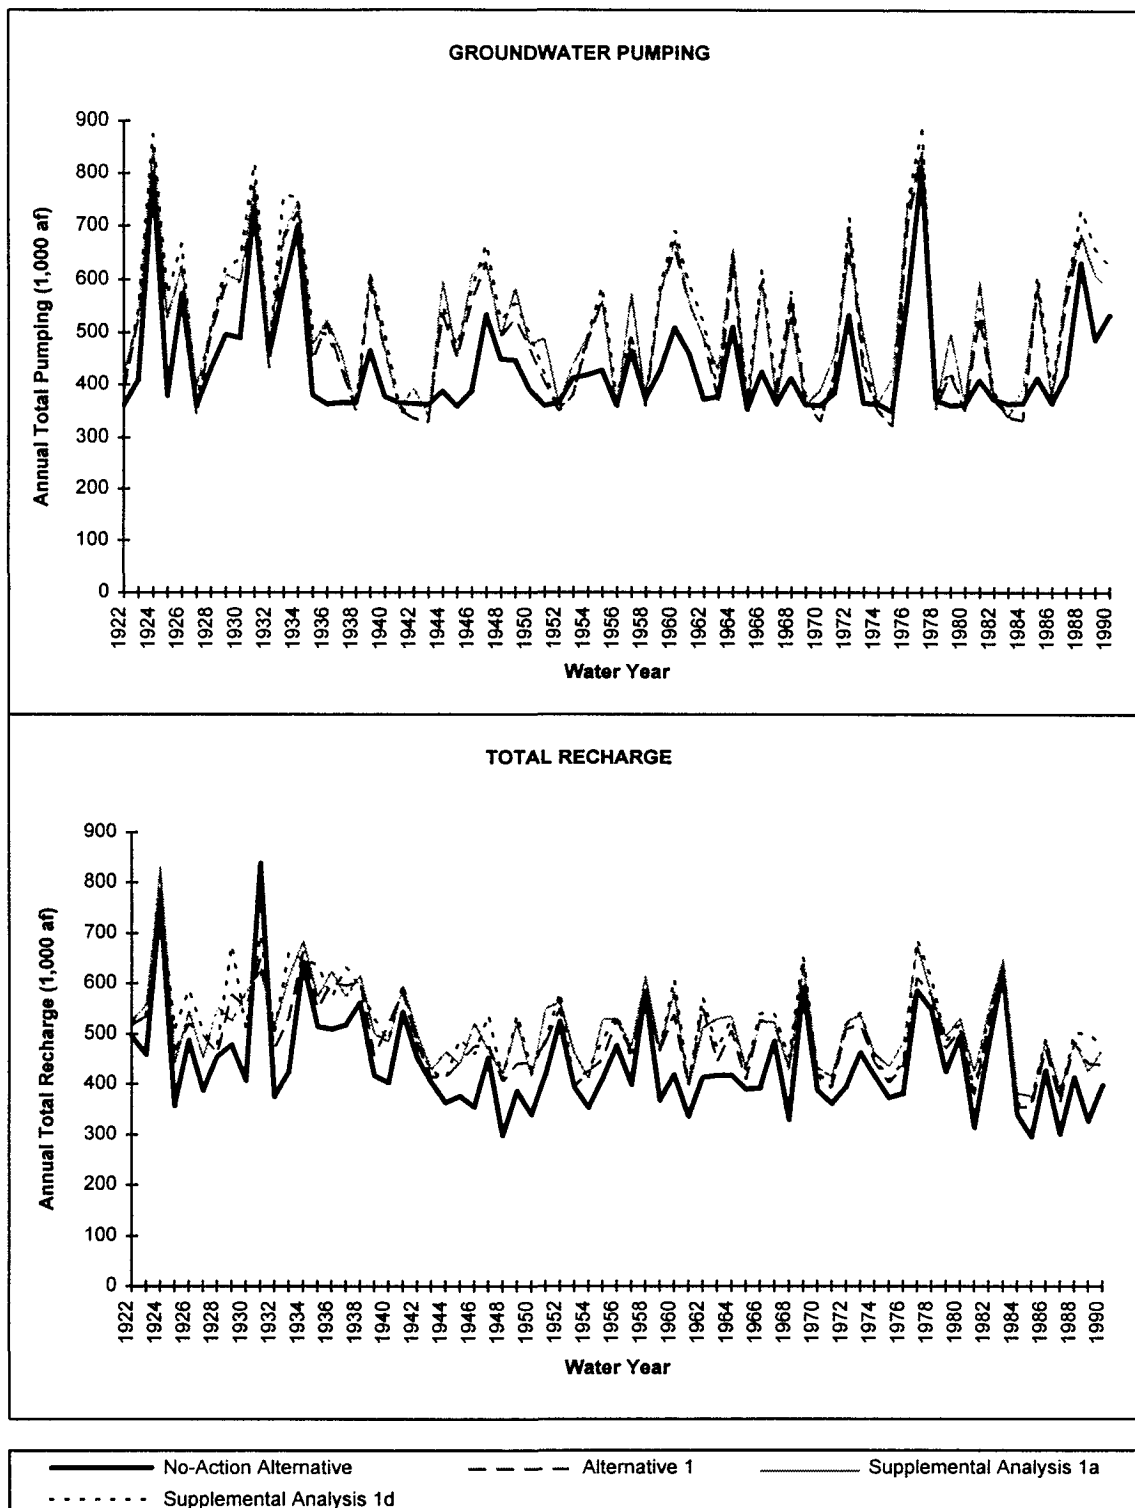 GROUNDWATER PUMPING
Annual Total Pumping (1,000 af)
900
800
700
600
500
400
300
200
100
0
1922 1924 1926 1928 1930 1932 1934 1936 1938 1940 1942 1944 1946 1948 1950 1952 1954 1956 1958 1960 1962 1964 1966 1968 1970 1972 1974 1976 1978 1980 1982 1984 1986 1988 1990
Water Year
TOTAL RECHARGE
Annual Total Recharge (1,000 af)
900
800
700
600
500
400
300
200
100
0
1922 1924 1926 1928 1930 1932 1934 1936 1938 1940 1942 1944 1946 1948 1950 1952 1954 1956 1958 1960 1962 1964 1966 1968 1970 1972 1974 1976 1978 1980 1982 1984 1986 1988 1990
Water Year
No-Action Alternative Alternative 1 Supplemental Analysis 1a
Supplemental Analysis 1d